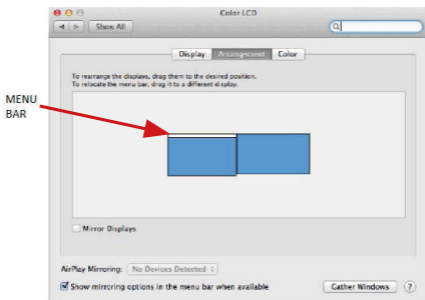 Color LCD
Show All
Display Arrangement Color
To rearrange the displays, drag them to the desired position.
To relocate the menu bar, drag it to a different display.
MENU
BAR
Mirror Displays
AirPlay Mirroring: No Devices Detected
Show mirroring options in the menu bar when available
Gather Windows ?